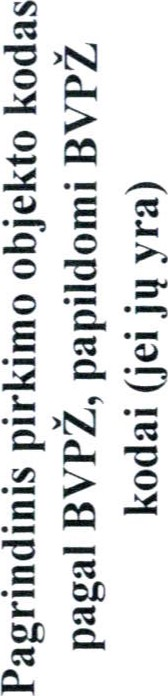 Pagrindinis pirkimo objekto kodas
pagal BVPŽ, papildomi BVPŽ
kodai (jei jų yra)